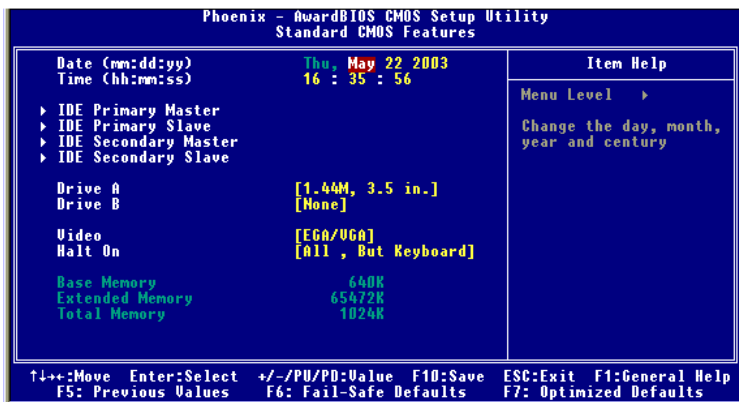 Phoenix - AwardBIOS CMOS Setup Utility
Standard CMOS Features
Date (mm:dd:yy) Thu, May 22 2003
Time (hh:mm:ss) 16 : 35 : 56
▸ IDE Primary Master
▸ IDE Primary Slave
▸ IDE Secondary Master
▸ IDE Secondary Slave
Drive A [1.44M, 3.5 in.]
Drive B [None]
Video [EGA/VGA]
Halt On [All , But Keyboard]
Base Memory 640K
Extended Memory 65472K
Total Memory 1024K
Item Help
Menu Level ▸
Change the day, month,
year and century
↑↓→←:Move Enter:Select +/-/PU/PD:Value F10:Save ESC:Exit F1:General Help
F5: Previous Values F6: Fail-Safe Defaults F7: Optimized Defaults